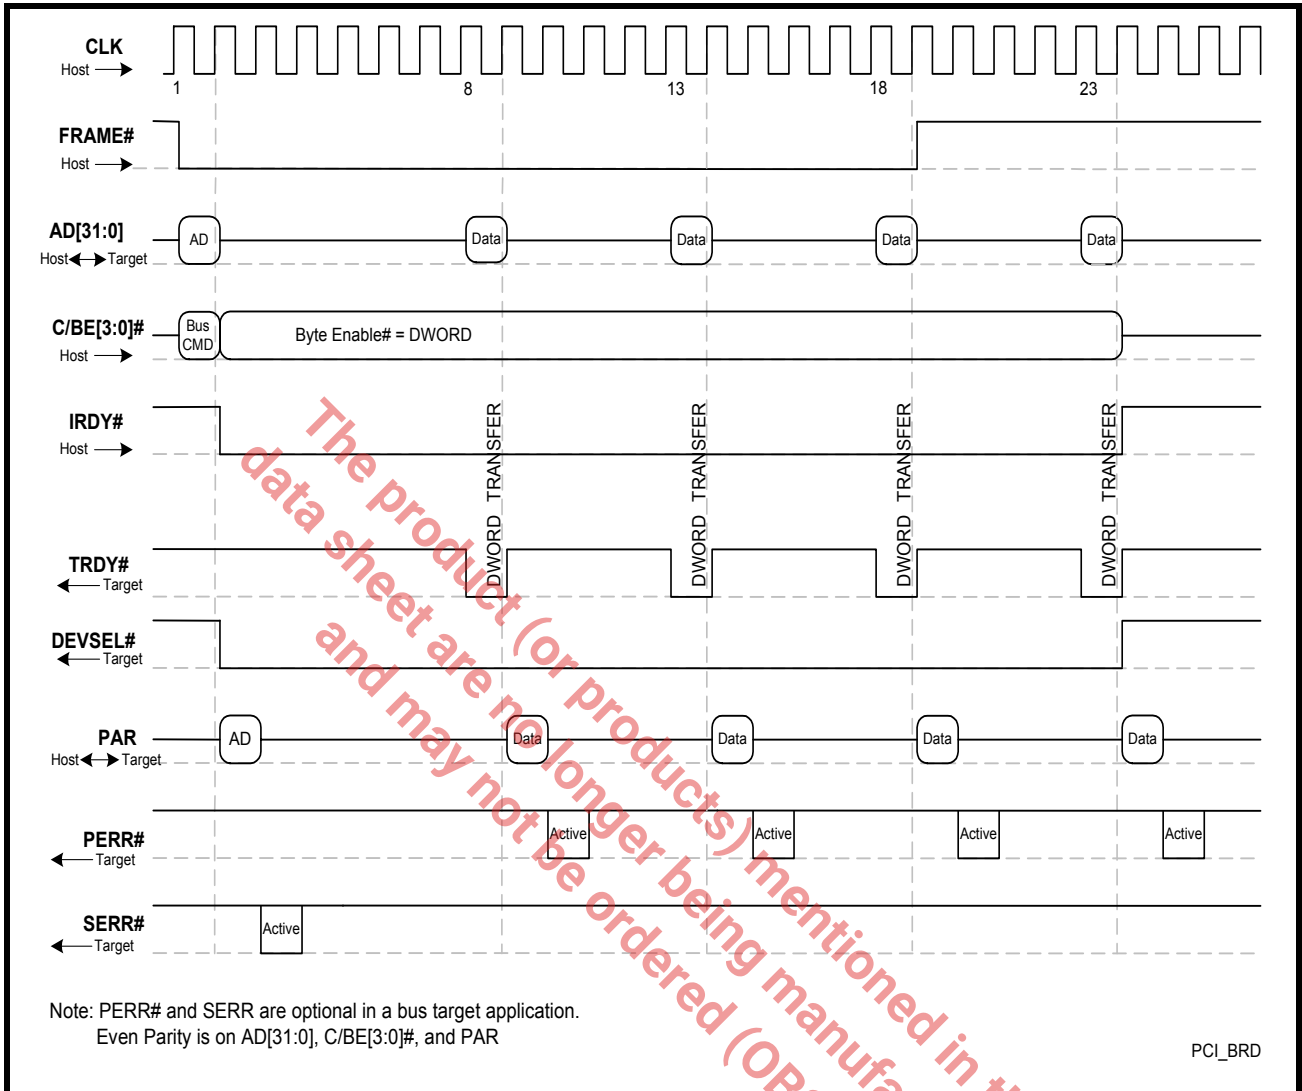 CLK
Host
1 8 13 18 23
FRAME#
Host
AD[31:0]
Host Target
AD Data Data Data Data
C/BE[3:0]#
Host
Bus
CMD
Byte Enable# = DWORD
IRDY#
Host
DWORD TRANSFER
DWORD TRANSFER
DWORD TRANSFER
DWORD TRANSFER
TRDY#
Target
DEVSEL#
Target
PAR
Host Target
AD Data Data Data Data
PERR#
Target
Active Active Active Active
SERR#
Target
Active
Note: PERR# and SERR are optional in a bus target application.
Even Parity is on AD[31:0], C/BE[3:0]#, and PAR
PCI_BRD
The product (or products) mentioned in
data sheet are no longer being
and may not be ordered